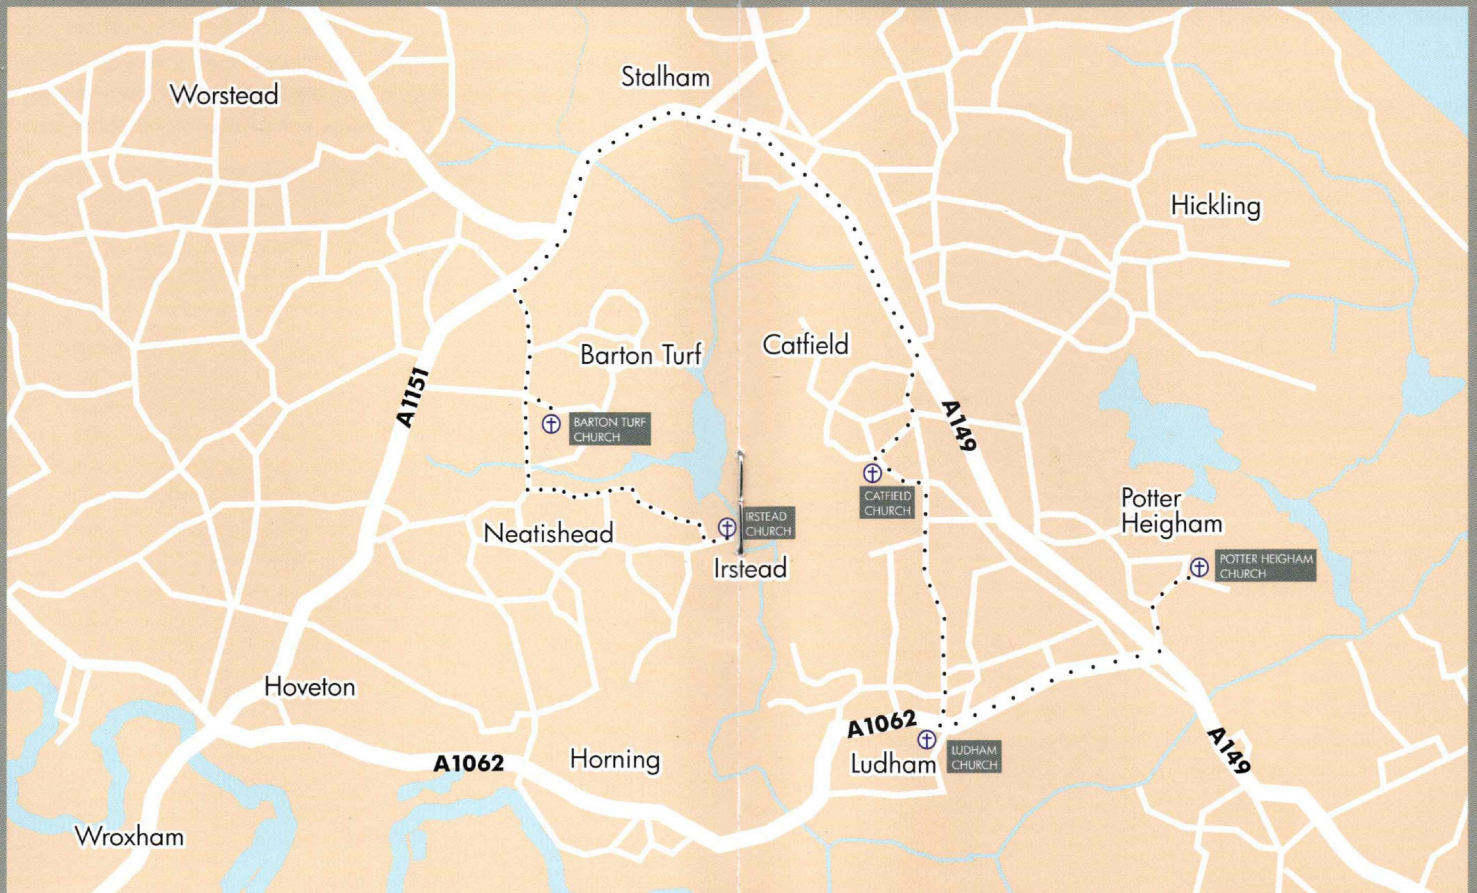 Stalham
Worstead
Hickling
Catfield
Barton Turf
A1151
A149
BARTON TURF
CHURCH
CATFIELD
CHURCH
Potter
Heigham
IRSTEAD
CHURCH
Neatishead
POTTER HEIGHAM
CHURCH
Irstead
Hoveton
A1062
LUDHAM
CHURCH
Ludham
A149
Horning
A1062
Wroxham